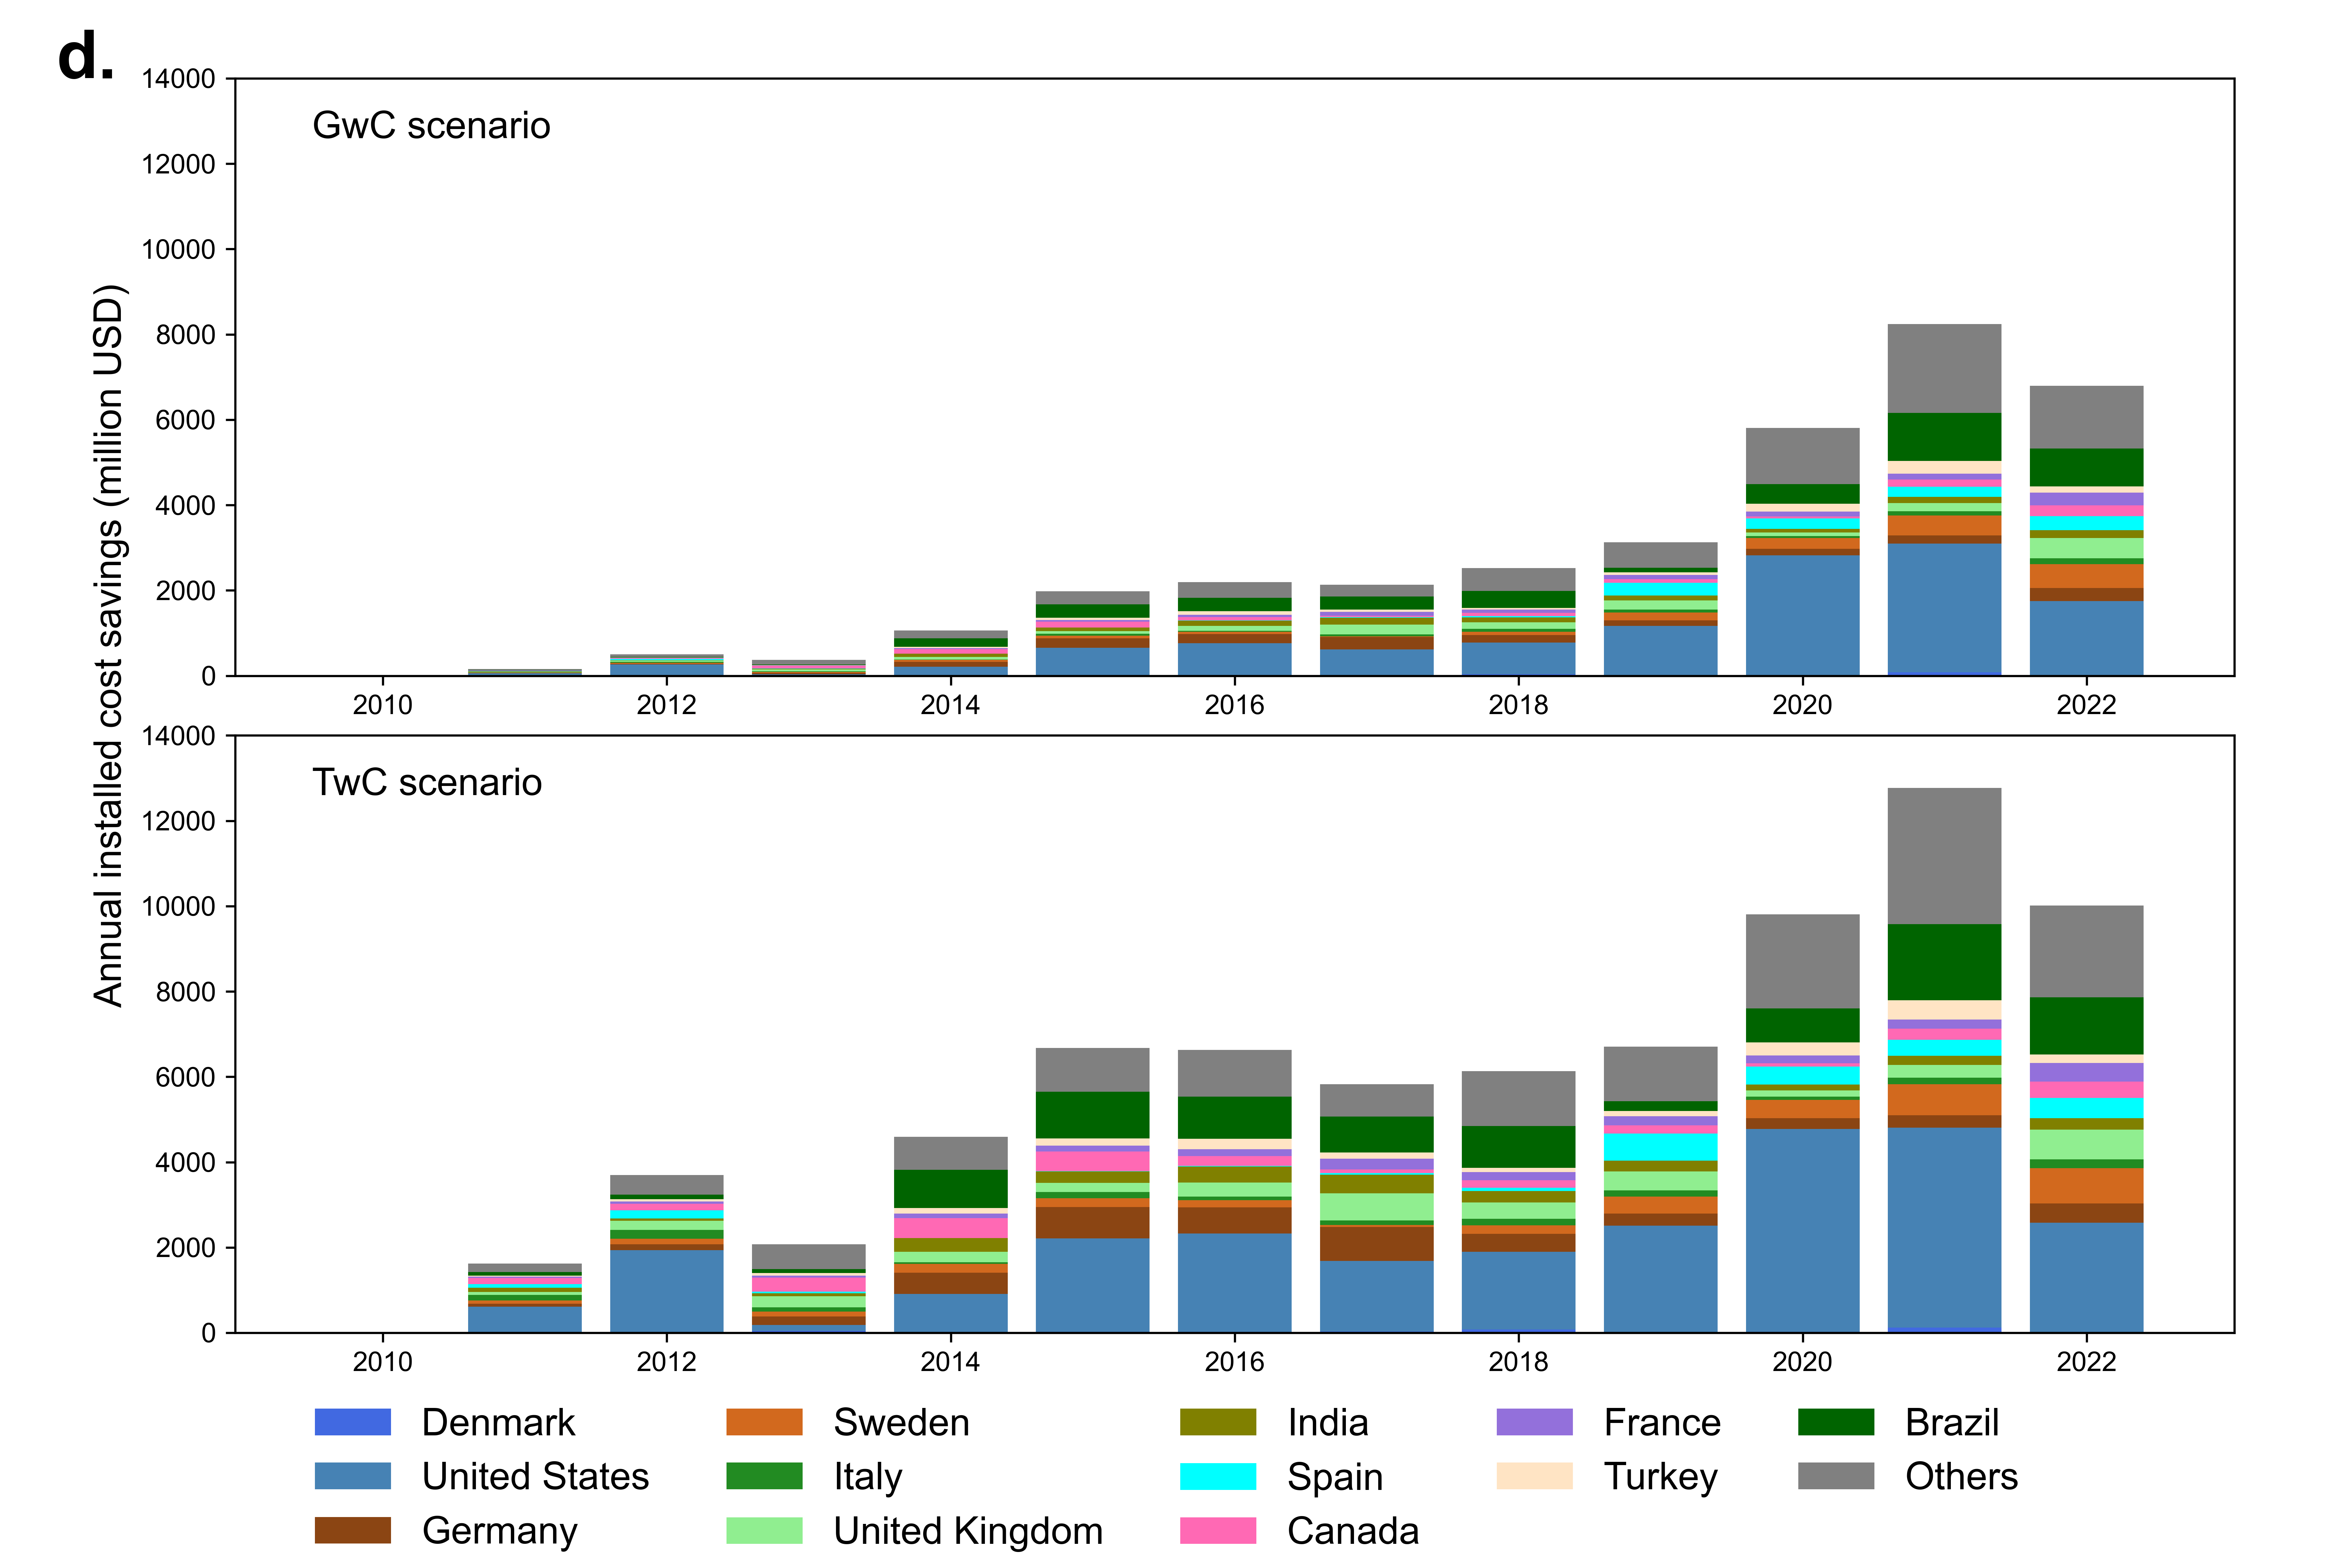 d.
Annual installed cost savings (million USD)
14000
12000
10000
8000
6000
4000
2000
0
GwC scenario
2010 2012 2014 2016 2018 2020 2022
14000
12000
10000
8000
6000
4000
2000
0
TwC scenario
2010 2012 2014 2016 2018 2020 2022
Denmark Sweden India France Brazil
United States Italy Spain Turkey Others
Germany United Kingdom Canada